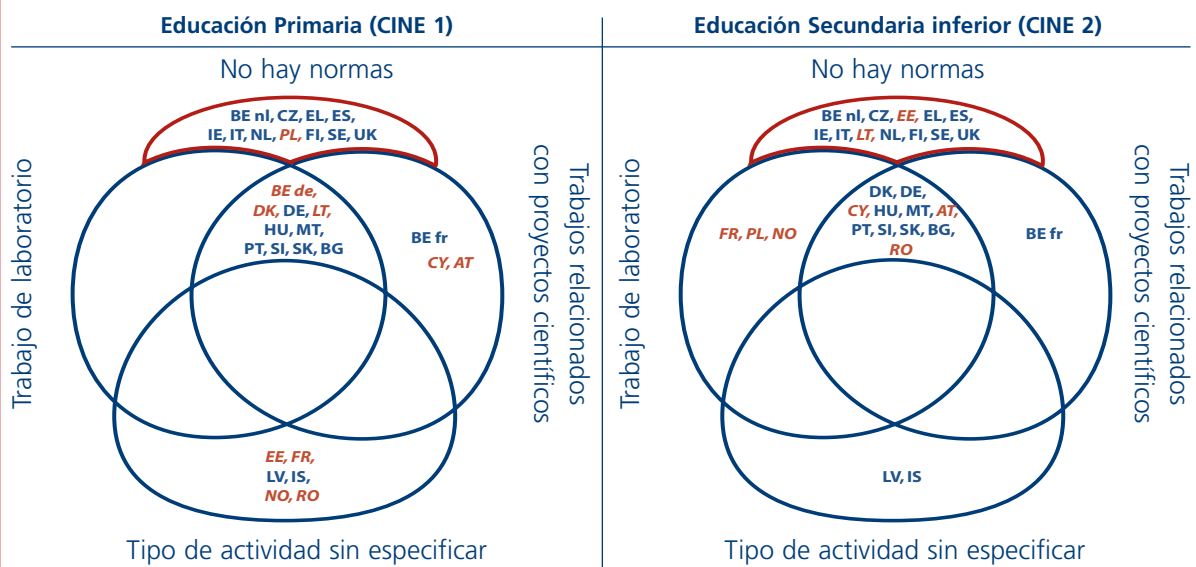 Educación Primaria (CINE 1)
No hay normas
BE nl, CZ, EL, ES,
IE, IT, NL, PL, FI, SE, UK
Trabajo de laboratorio
Trabajos relacionados
con proyectos científicos
BE de,
DK, DE, LT,
HU, MT,
PT, SI, SK, BG
BE fr
CY, AT
EE, FR,
LV, IS,
NO, RO
Tipo de actividad sin especificar
Educación Secundaria inferior (CINE 2)
No hay normas
BE nl, CZ, EE, EL, ES,
IE, IT, LT, NL, FI, SE, UK
Trabajo de laboratorio
Trabajos relacionados
con proyectos científicos
FR, PL, NO
DK, DE,
CY, HU, MT, AT,
PT, SI, SK, BG,
RO
BE fr
LV, IS
Tipo de actividad sin especificar